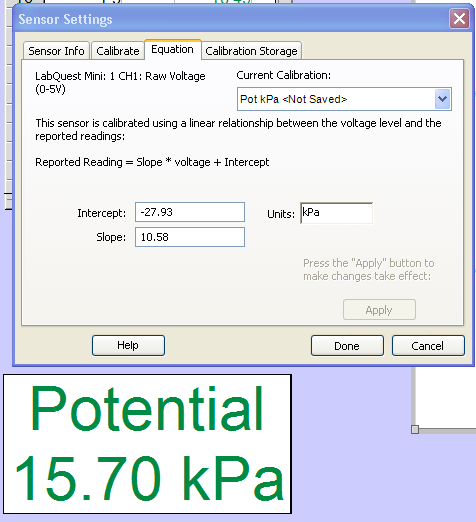 Sensor Settings
Sensor Info
Calibrate
Equation
Calibration Storage
LabQuest Mini: 1 CH1: Raw Voltage
(0-5V)
Current Calibration:
Pot kPa <Not Saved>
This sensor is calibrated using a linear relationship between the voltage level and the
reported readings:
Reported Reading = Slope * voltage + Intercept
Intercept:
-27.93
Units:
kPa
Slope:
10.58
Press the "Apply" button to
make changes take effect:
Apply
Help
Done
Cancel
Potential
15.70 kPa